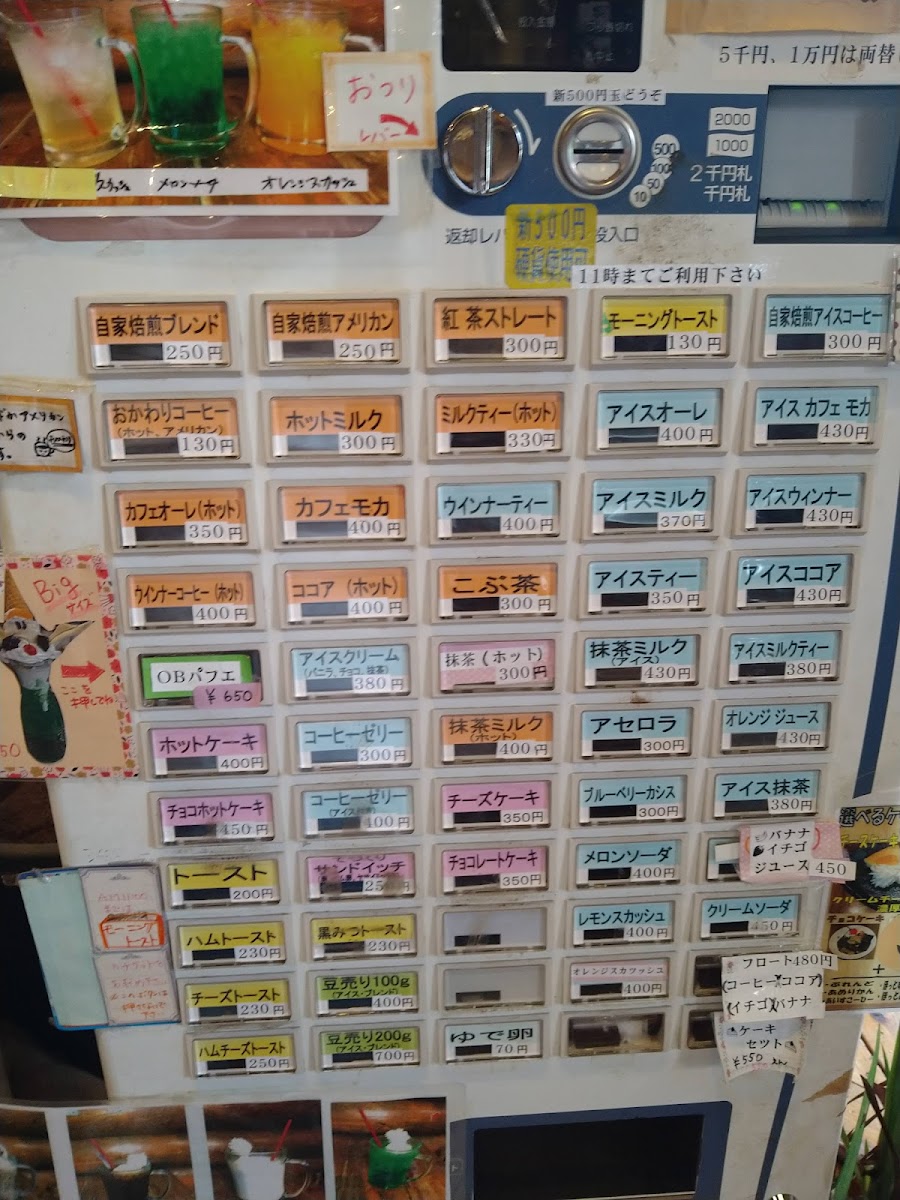 5千円、1万円は両替
おつり
レバー
新500円玉どうぞ
メロンソーダ
オレンジスカッシュ
2000
1000
500
100
50
10
2千円札
千円札
返却レバ
投入口
新500円
硬貨使用可
11時までご利用下さい
自家焙煎ブレンド
250円
自家焙煎アメリカン
250円
紅茶ストレート
300円
モーニングトースト
130円
自家焙煎アイスコーヒー
300円
おかわりコーヒー
(ホット、アメリカン)
130円
ホットミルク
300円
ミルクティー(ホット)
330円
アイスオーレ
400円
アイス カフェ モカ
430円
カフェオーレ(ホット)
350円
カフェモカ
400円
ウインナーティー
400円
アイスミルク
370円
アイスウィンナー
430円
ウインナーコーヒー(ホット)
400円
ココア (ホット)
400円
こぶ茶
300円
アイスティー
350円
アイスココア
430円
Big
サイズ
ここを
押してね
OBパフェ
¥650
アイスクリーム
(バニラ、チョコ、抹茶)
380円
抹茶(ホット)
300円
抹茶ミルク
(アイス)
430円
アイスミルクティー
380円
ホットケーキ
400円
コーヒーゼリー
300円
抹茶ミルク
(ホット)
400円
アセロラ
300円
オレンジジュース
430円
チョコホットケーキ
450円
コーヒーゼリー
400円
チーズケーキ
350円
ブルーベリーカシス
300円
アイス抹茶
380円
トースト
200円
サンドイッチ
チョコレートケーキ
350円
メロンソーダ
400円
バナナ
イチゴ
ジュース 450
ハムトースト
230円
黒みつトースト
230円
レモンスカッシュ
400円
クリームソーダ
450円
チーズトースト
230円
豆売り100g
(アイス・ブレンド)
400円
オレンジスカツッシュ
400円
フロート480円
(コーヒー)(ココア)
(イチゴ)(バナナ)
ハムチーズトースト
250円
豆売り200g
(アイス・ブレンド)
700円
ゆで卵
70円
ケーキ
セット
¥550
モーニング
トースト
選べるケ
チョコケーキ
+